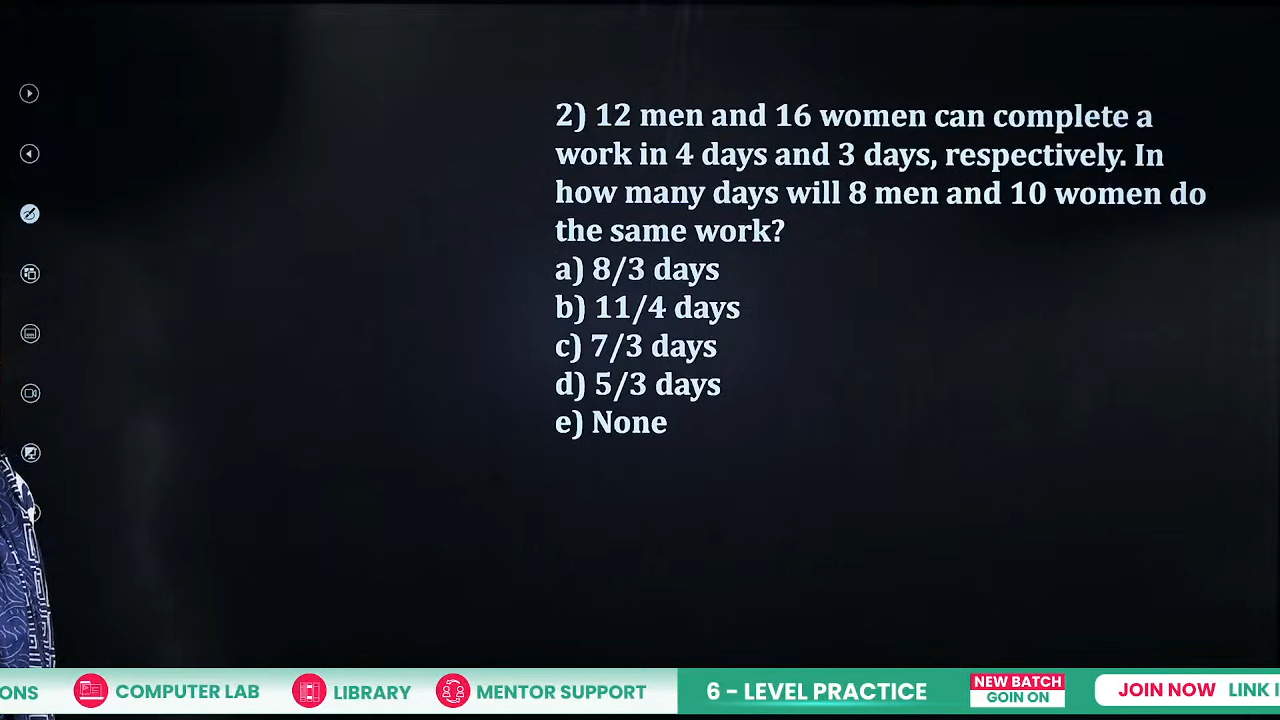 2) 12 men and 16 women can complete a
work in 4 days and 3 days, respectively. In
how many days will 8 men and 10 women do
the same work?
a) 8/3 days
b) 11/4 days
c) 7/3 days
d) 5/3 days
e) None
ONS COMPUTER LAB LIBRARY MENTOR SUPPORT 6 - LEVEL PRACTICE NEW BATCH GOIN ON JOIN NOW LINK I